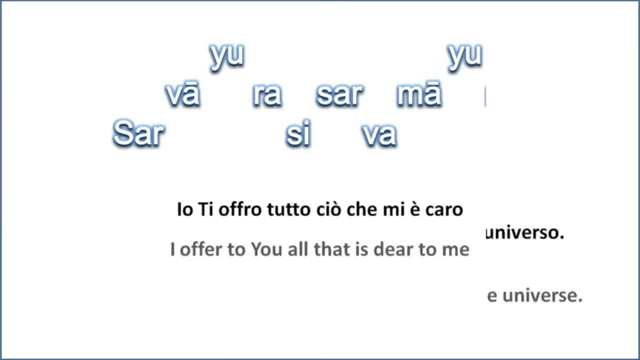 yu yu
vā ra sar mā
Sar si va
Io Ti offro tutto ciò che mi è caro
universo.
I offer to You all that is dear to me
e universe.